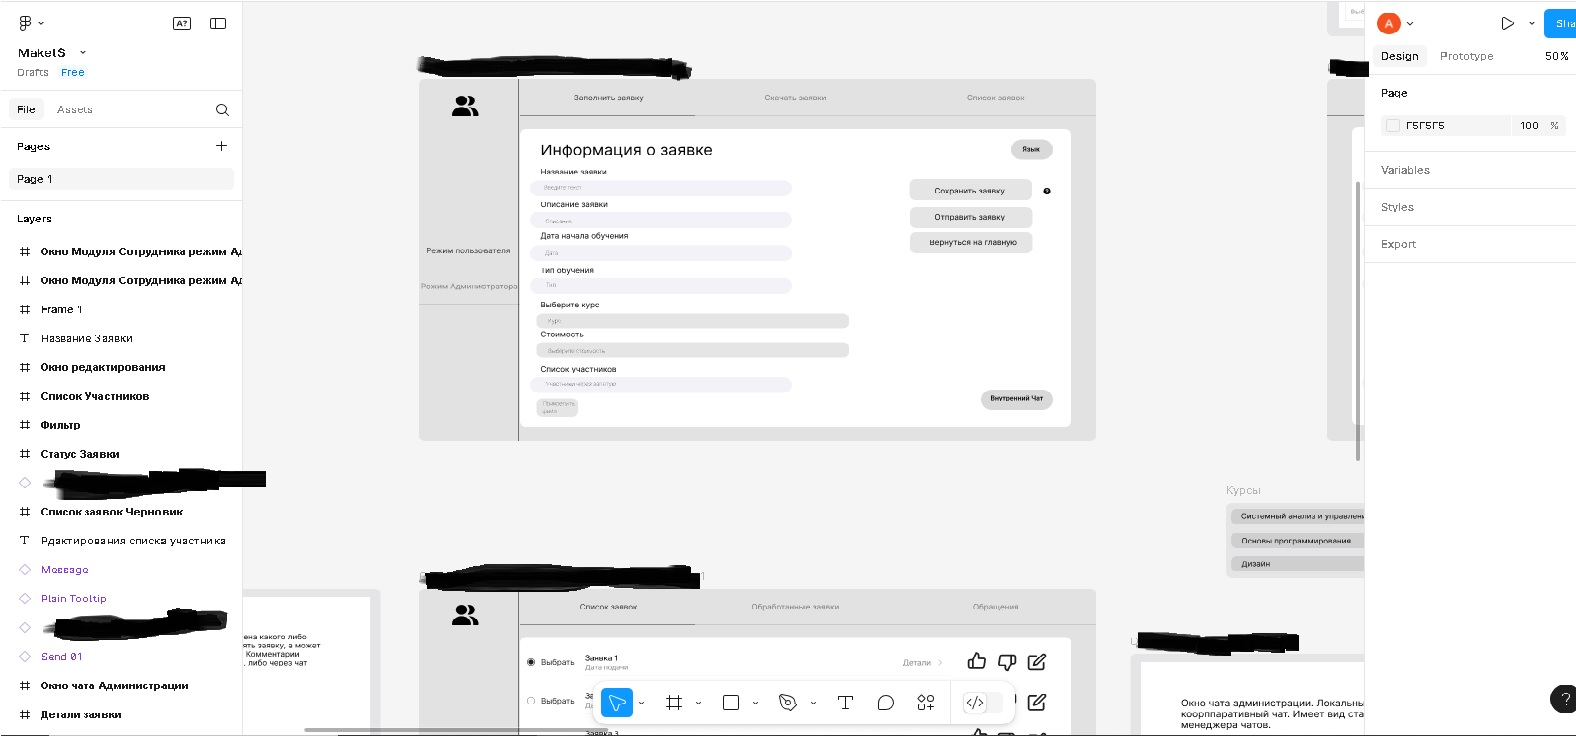 A?
MaketS
Drafts Free
File Assets
Pages
Page 1
Layers
Окно Модуля Сотрудника режим Ад
Окно Модуля Сотрудника режим Ад
Frame 1
Название Заявки
Окно редактирования
Список Участников
Фильтр
Статус Заявки
Список заявок Черновик
Рдактирования списка участника
Message
Plain Tooltip
Send 01
Окно чата Администрации
Детали заявки
Заполнить заявку Скачать заявки Список заявок
Режим пользователя
Режим Администратора
Информация о заявке
Язык
Название заявки
Введите текст
Описание заявки
Описание
Дата начала обучения
Дата
Тип обучения
Тип
Выберите курс
Курс
Стоимость
Выберите стоимость
Список участников
Участники через запятую
Сохранить заявку
Отправить заявку
Вернуться на главную
Внутренний Чат
Курсы
Системный анализ и управлени
Основы программирования
Дизайн
ена какого либо
ять заявку, а может
Комментарии
, либо через чат
Список заявок Обработанные заявки Обращения
Выбрать Заявка 1
Дата подачи
Детали
Выбрать
Заявка 3
Окно чата администрации. Локальны
коорппаративный чат. Имеет вид ста
менеджера чатов.
A
Sha
Design Prototype 50%
Page
F5F5F5 100 %
Variables
Styles
Export
?